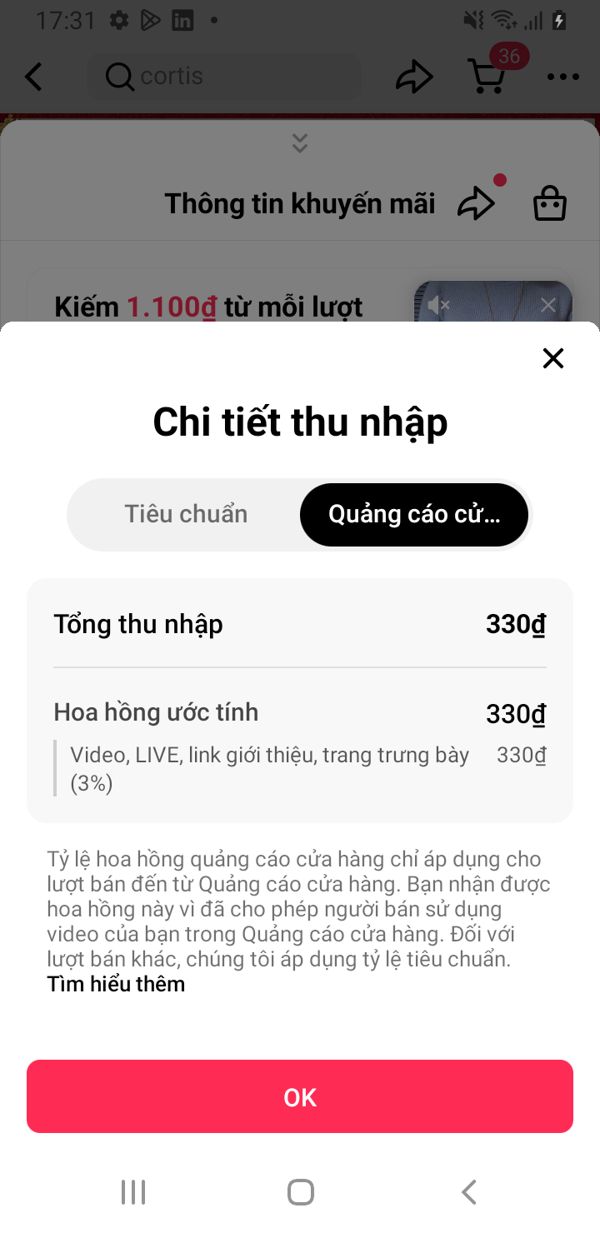 17:31
36
cortis
Thông tin khuyến mãi
Kiếm 1.100₫ từ mỗi lượt
Chi tiết thu nhập
Tiêu chuẩn
Quảng cáo cử...
Tổng thu nhập 330₫
Hoa hồng ước tính 330₫
Video, LIVE, link giới thiệu, trang trưng bày 330₫
(3%)
Tỷ lệ hoa hồng quảng cáo cửa hàng chỉ áp dụng cho
lượt bán đến từ Quảng cáo cửa hàng. Bạn nhận được
hoa hồng này vì đã cho phép người bán sử dụng
video của bạn trong Quảng cáo cửa hàng. Đối với
lượt bán khác, chúng tôi áp dụng tỷ lệ tiêu chuẩn.
Tìm hiểu thêm
OK